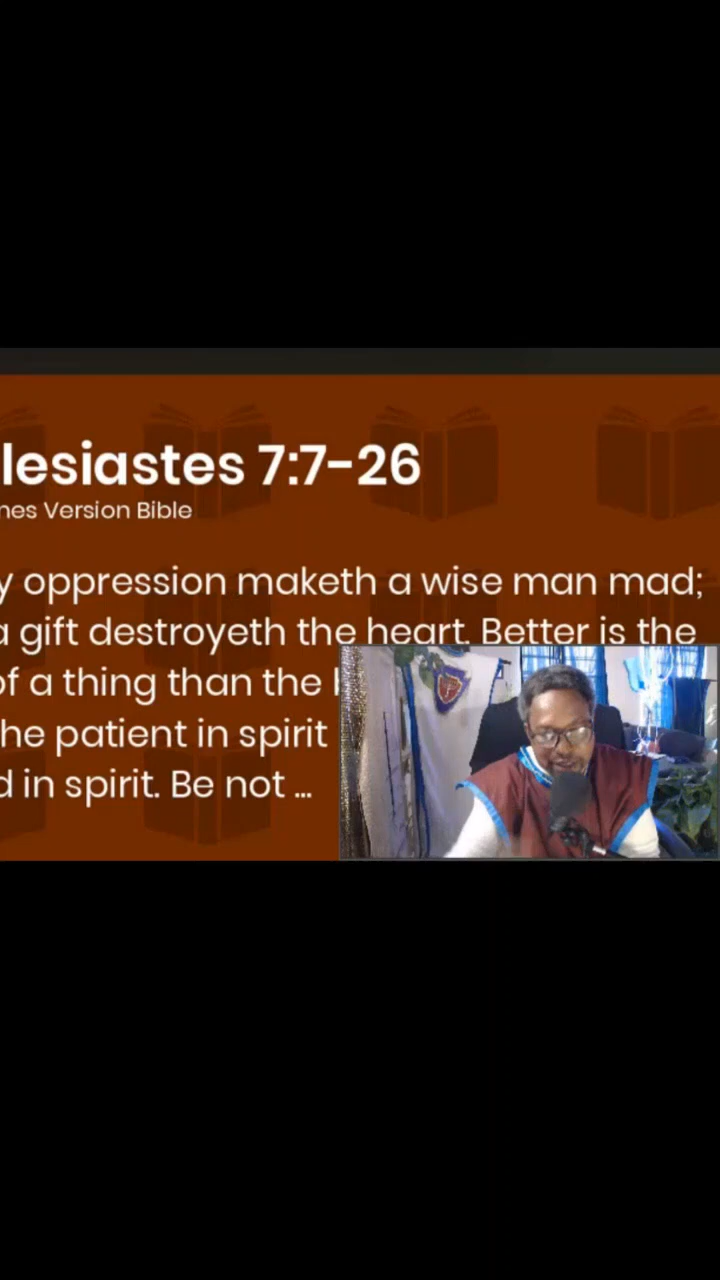 lesiastes 7:7-26
nes Version Bible
y oppression maketh a wise man mad;
a gift destroyeth the heart. Better is the
of a thing than the
he patient in spirit
d in spirit. Be not ...